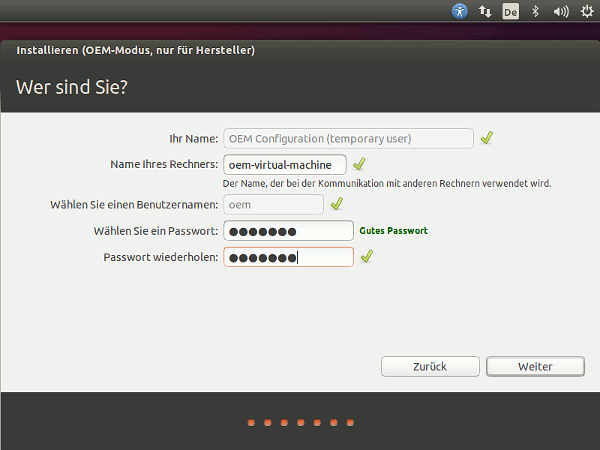 De
Installieren (OEM-Modus, nur für Hersteller)
Wer sind Sie?
Ihr Name: OEM Configuration (temporary user)
Name Ihres Rechners: oem-virtual-machine
Der Name, der bei der Kommunikation mit anderen Rechnern verwendet wird.
Wählen Sie einen Benutzernamen: oem
Wählen Sie ein Passwort: ●●●●●●● Gutes Passwort
Passwort wiederholen: ●●●●●●●
Zurück Weiter